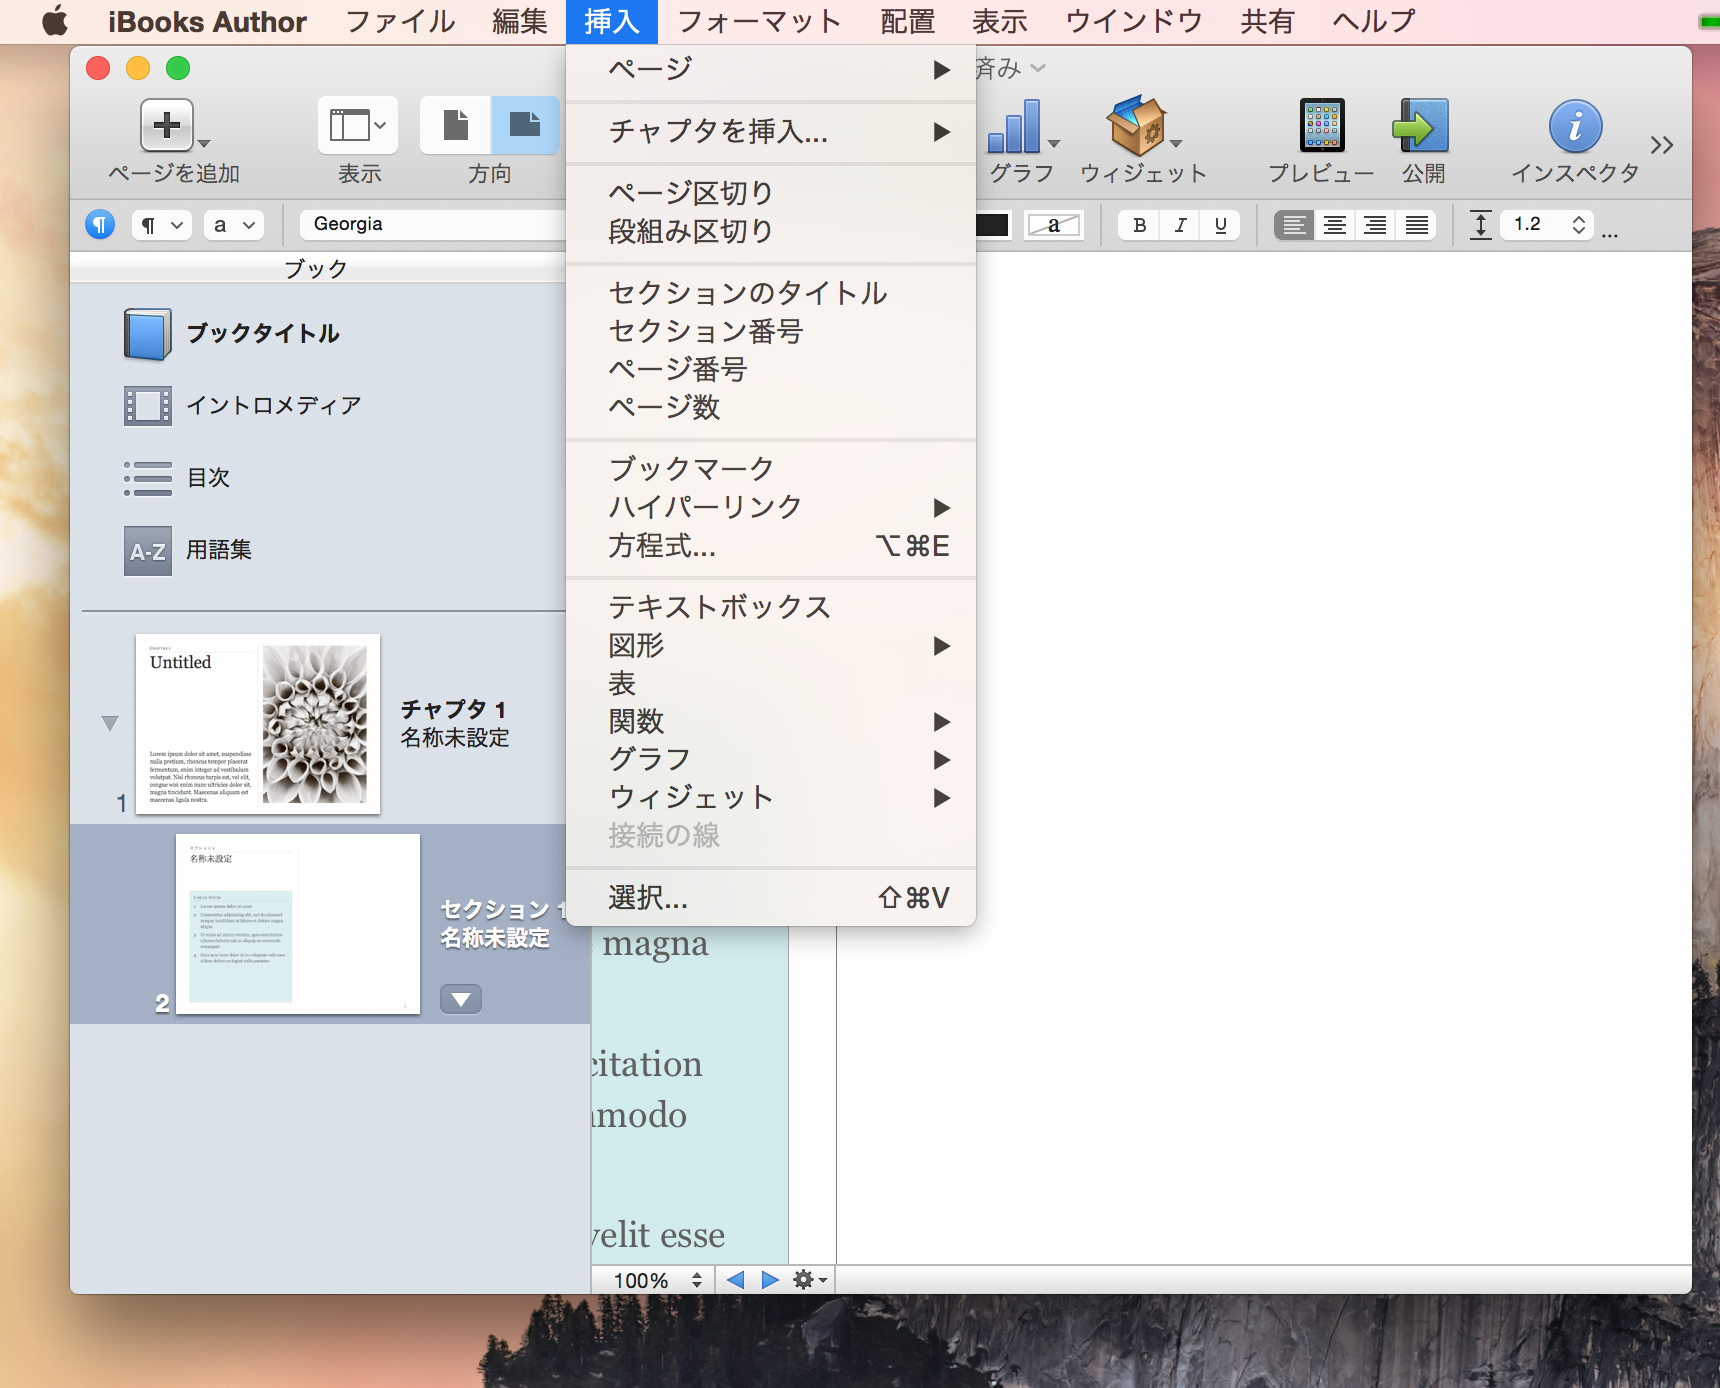 iBooks Author ファイル 編集 挿入 フォーマット 配置 表示 ウインドウ 共有 ヘルプ
済み
ページを追加 表示 方向 グラフ ウィジェット プレビュー 公開 インスペクタ
¶ ¶ a Georgia a B I U 1.2 ...
ブック
ブックタイトル
イントロメディア
目次
A-Z 用語集
Untitled
チャプタ 1
名称未設定
1
名称未設定
セクション 1
名称未設定
2
ページ
チャプタを挿入...
ページ区切り
段組み区切り
セクションのタイトル
セクション番号
ページ番号
ページ数
ブックマーク
ハイパーリンク
方程式... ⌥⌘E
テキストボックス
図形
表
関数
グラフ
ウィジェット
接続の線
選択... ⇧⌘V
magna
citation
velit esse
100%